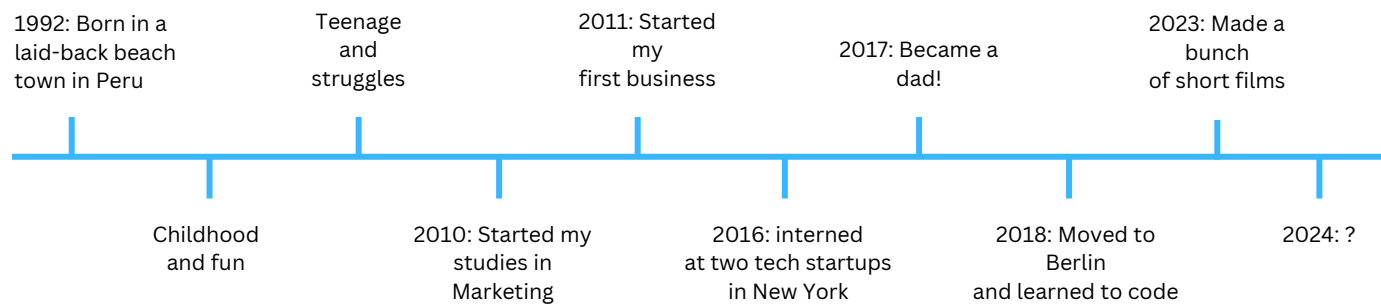 1992: Born in a
laid-back beach
town in Peru
Childhood
and fun
Teenage
and
struggles
2010: Started my
studies in
Marketing
2011: Started
my
first business
2016: interned
at two tech startups
in New York
2017: Became a
dad!
2018: Moved to
Berlin
and learned to code
2023: Made a
bunch
of short films
2024: ?